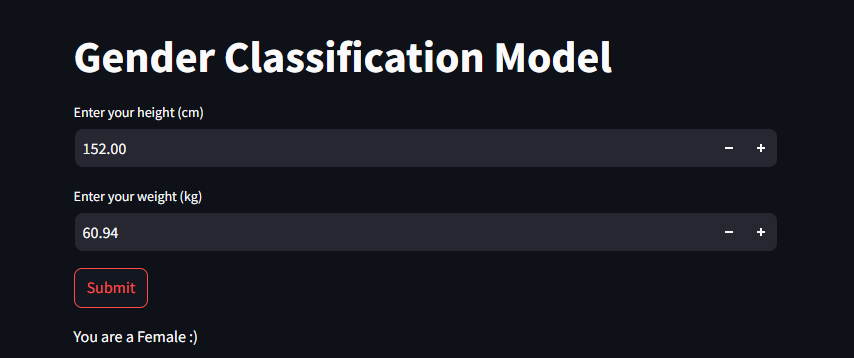 Gender Classification Model
Enter your height (cm)
152.00
Enter your weight (kg)
60.94
Submit
You are a Female :)